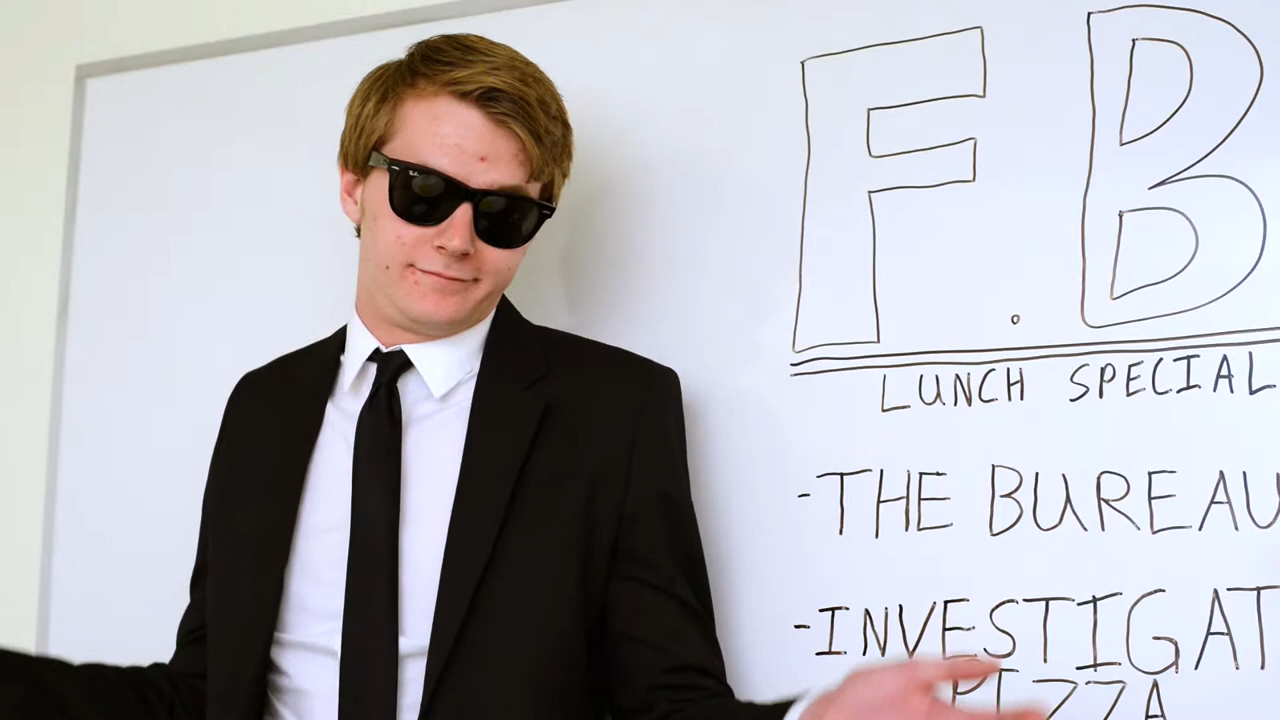 F.B
LUNCH SPECIAL
-THE BUREAU
-INVESTIGAT
PIZZA